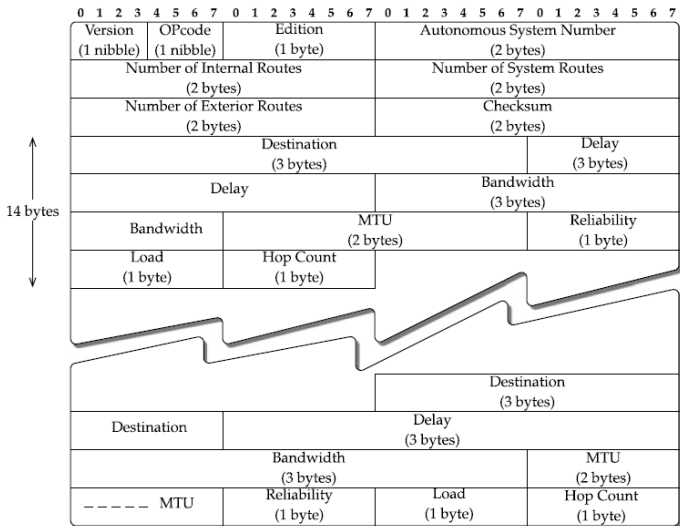 0 1 2 3 4 5 6 7 0 1 2 3 4 5 6 7 0 1 2 3 4 5 6 7 0 1 2 3 4 5 6 7
Version OPcode Edition Autonomous System Number
(1 nibble) (1 nibble) (1 byte) (2 bytes)
Number of Internal Routes Number of System Routes
(2 bytes) (2 bytes)
Number of Exterior Routes Checksum
(2 bytes) (2 bytes)
Destination Delay
(3 bytes) (3 bytes)
Delay Bandwidth
(3 bytes)
14 bytes
Bandwidth MTU Reliability
(2 bytes) (1 byte)
Load Hop Count
(1 byte) (1 byte)
Destination
(3 bytes)
Destination Delay
(3 bytes)
Bandwidth MTU
(3 bytes) (2 bytes)
MTU Reliability Load Hop Count
(1 byte) (1 byte) (1 byte)